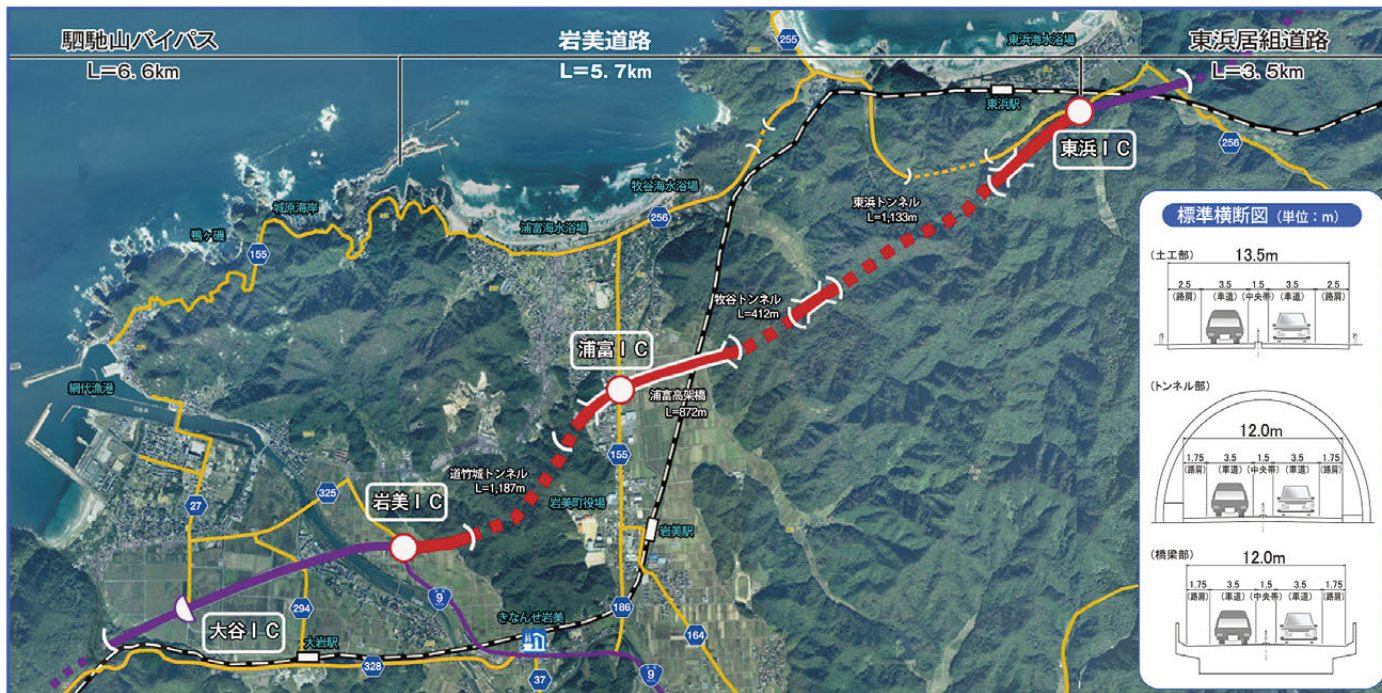 駟馳山バイパス
L=6.6km
岩美道路
L=5.7km
東浜居組道路
L=3.5km
255
東浜海水浴場
東浜駅
東浜IC
256
牧谷海水浴場
256
浦富海水浴場
城原海岸
鴨ヶ磯
155
東浜トンネル
L=1,133m
牧谷トンネル
L=412m
浦富IC
浦富高架橋
L=872m
網代漁港
道竹城トンネル
L=1,187m
155
岩美町役場
岩美駅
325
27
岩美IC
大谷IC
294
大岩駅
328
9
きなんせ岩美
37
186
164
9
標準横断図(単位:m)
(土工部)
13.5m
2.5 3.5 1.5 3.5 2.5
(路肩) (車道) (中央帯) (車道) (路肩)
(トンネル部)
12.0m
1.75 3.5 1.5 3.5 1.75
(路肩) (車道) (中央帯) (車道) (路肩)
(橋梁部)
12.0m
1.75 3.5 1.5 3.5 1.75
(路肩) (車道) (中央帯) (車道) (路肩)